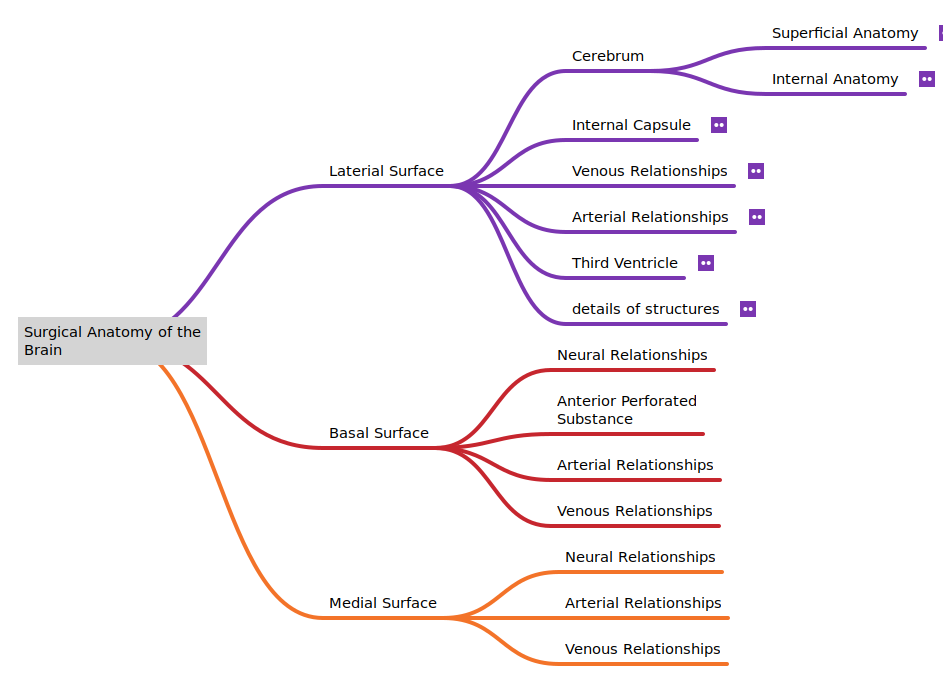 Superficial Anatomy
Cerebrum
Internal Anatomy
Internal Capsule
Laterial Surface
Venous Relationships
Arterial Relationships
Third Ventricle
details of structures
Surgical Anatomy of the
Brain
Neural Relationships
Anterior Perforated
Substance
Basal Surface
Arterial Relationships
Venous Relationships
Neural Relationships
Medial Surface
Arterial Relationships
Venous Relationships